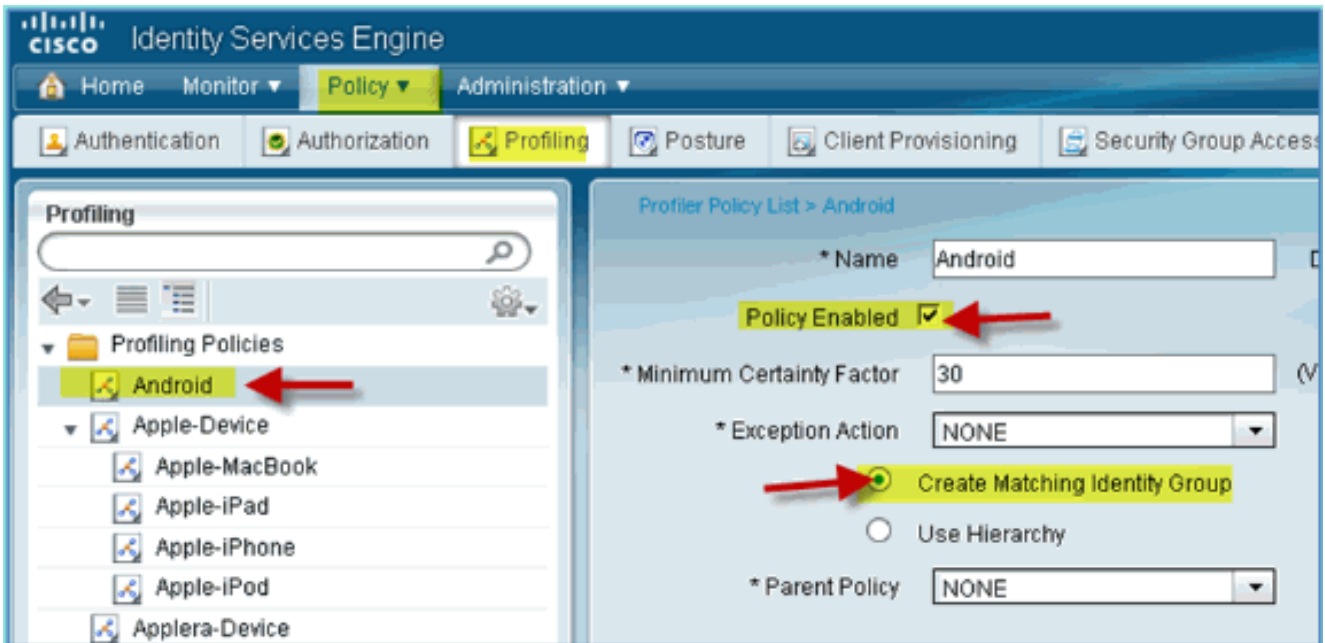 CISCO Identity Services Engine
Home Monitor ▼ Policy ▼ Administration ▼
Authentication Authorization Profiling Posture Client Provisioning Security Group Access
Profiling
Profiling Policies
Android
Apple-Device
Apple-MacBook
Apple-iPad
Apple-iPhone
Apple-iPod
Applera-Device
Profiler Policy List > Android
* Name Android
Policy Enabled
* Minimum Certainty Factor 30 (V
* Exception Action NONE
Create Matching Identity Group
Use Hierarchy
* Parent Policy NONE